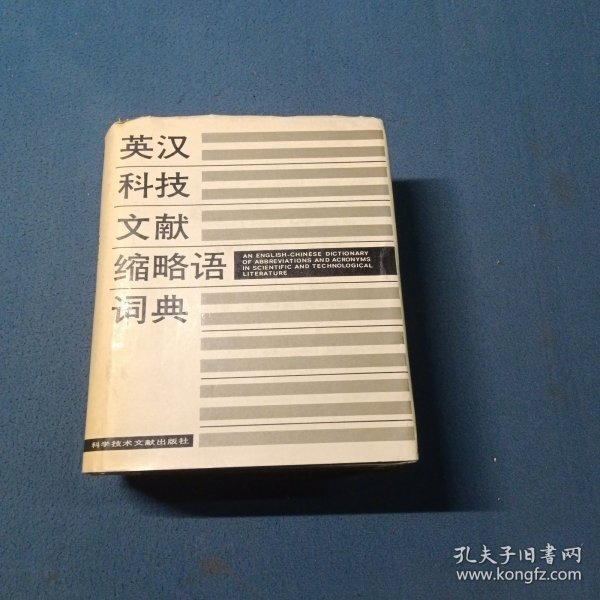 英汉
科技
文献
缩略语
AN ENGLISH-CHINESE DICTIONARY
OF ABBREVIATIONS AND ACRONYMS
IN SCIENTIFIC AND TECHNOLOGICAL
LITERATURE
词典
科学技术文献出版社
孔夫子旧书网
www.kongfz.com